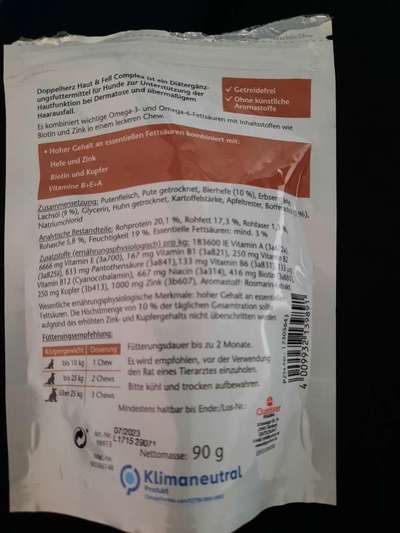 Doppelherz Haut & Fell Complex ist ein Diätergänz-
ungsfuttermittel für Hunde zur Unterstützung der
Hautfunktion bei Dermatose und übermäßigem
Haarausfall.
✓ Getreidefrei
✓ Ohne künstliche
Aromastoffe
Es kombiniert wichtige Omega-3- und Omega-6-Fettsäuren mit Inhaltsstoffen wie
Biotin und Zink in einem leckeren Chew.
• Hoher Gehalt an essentiellen Fettsäuren kombiniert mit:
Hefe und Zink
Biotin und Kupfer
Vitamine B+E+A
Zusammensetzung: Putenfleisch, Pute getrocknet, Bierhefe (10 %), Erbsenmehl,
Lachsöl (9 %), Glycerin, Huhn getrocknet, Kartoffelstärke, Apfeltrester,
Natriumchlorid
Analytische Bestandteile: Rohprotein 20,1 %, Rohfett 17,3 %, Rohfaser
Rohasche 5,8 %, Feuchtigkeit 19 %. Essentielle Fettsäuren: mind. 3 %
Zusatzstoffe (ernährungsphysiologisch) pro kg: 183600 IE Vitamin A
6666 mg Vitamin E (3a700), 167 mg Vitamin B1 (3a821), 250 mg Vitamin B2
633 mg Pantothensäure (3a841), 133 mg Vitamin B6 (3a831),
Vitamin B12 (Cyanocobalamin), 667 mg Niacin (3a314), 416 mg Biotin
250 mg Kupfer (3b413), 1000 mg Zink (3b607), Aromastoff: Rosmarin-Extrakt
Wesentliche ernährungsphysiologische Merkmale: hoher Gehalt an essentiellen
Fettsäuren. Die Höchstmenge von 10 % der täglichen Gesamtration sollte
aufgrund des erhöhten Zink- und Kupfergehalts nicht überschritten werden.
Fütterungsempfehlung:
Körpergewicht Dosierung
bis 10 kg 1 Chew
bis 25 kg 2 Chews
über 25 kg 3 Chews
Fütterungsdauer bis zu 2 Monate.
Es wird empfohlen, vor der Verwendung
den Rat eines Tierarztes einzuholen.
Bitte kühl und trocken aufbewahren.
Mindestens haltbar bis Ende:/Los-Nr.:
07/2023
L1715 29071
Art.-Nr.
Nettomasse: 90 g
Klimaneutral
Produkt
Queisser
PHARMA